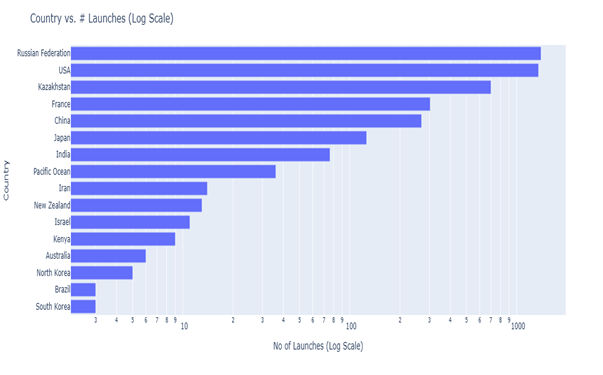 Country vs. # Launches (Log Scale)
Country
Russian Federation
USA
Kazakhstan
France
China
Japan
India
Pacific Ocean
Iran
New Zealand
Israel
Kenya
Australia
North Korea
Brazil
South Korea
3 4 5 6 7 8 9 10 2 3 4 5 6 7 8 9 100 2 3 4 5 6 7 8 9 1000
No of Launches (Log Scale)